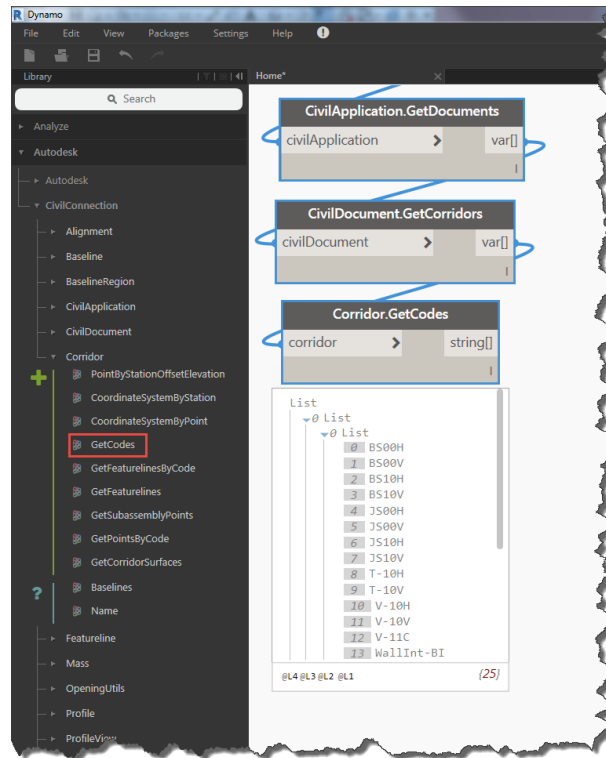 R Dynamo
File Edit View Packages Settings Help !
Library
Search
Analyze
Autodesk
Autodesk
CivilConnection
Alignment
Baseline
BaselineRegion
CivilApplication
CivilDocument
Corridor
PointByStationOffsetElevation
CoordinateSystemByStation
CoordinateSystemByPoint
GetCodes
GetFeaturelinesByCode
GetFeaturelines
GetSubassemblyPoints
GetPointsByCode
GetCorridorSurfaces
? Baselines
Name
Featureline
Mass
OpeningUtils
Profile
ProfileView
Home*
CivilApplication.GetDocuments
civilApplication > var[]
l
CivilDocument.GetCorridors
civilDocument > var[]
l
Corridor.GetCodes
corridor > string[]
l
List
0 List
0 List
0 BS00H
1 BS00V
2 BS10H
3 BS10V
4 JS00H
5 JS00V
6 JS10H
7 JS10V
8 T-10H
9 T-10V
10 V-10H
11 V-10V
12 V-11C
13 WallInt-BI
@L4 @L3 @L2 @L1 {25}